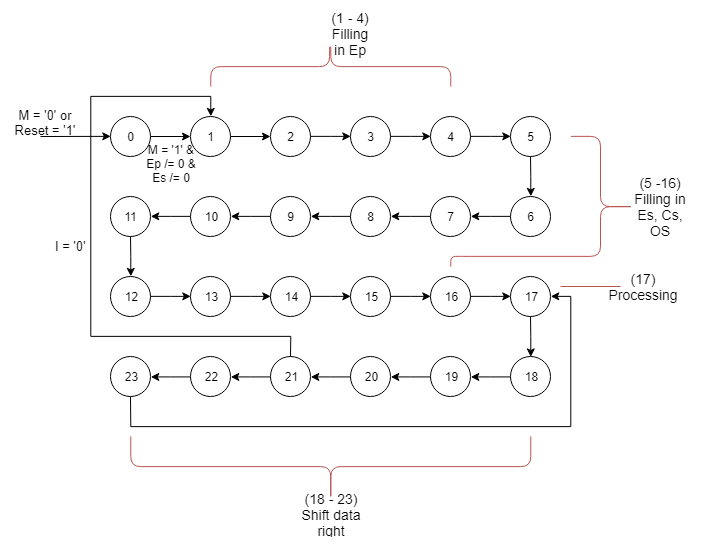 (1 - 4)
Filling
in Ep
M = '0' or
Reset = '1'
0
1
2
3
4
5
M = '1' &
Ep /= 0 &
Es /= 0
(5 -16)
Filling in
Es, Cs,
OS
11
10
9
8
7
6
I = '0'
12
13
14
15
16
17
(17)
Processing
23
22
21
20
19
18
(18 - 23)
Shift data
right